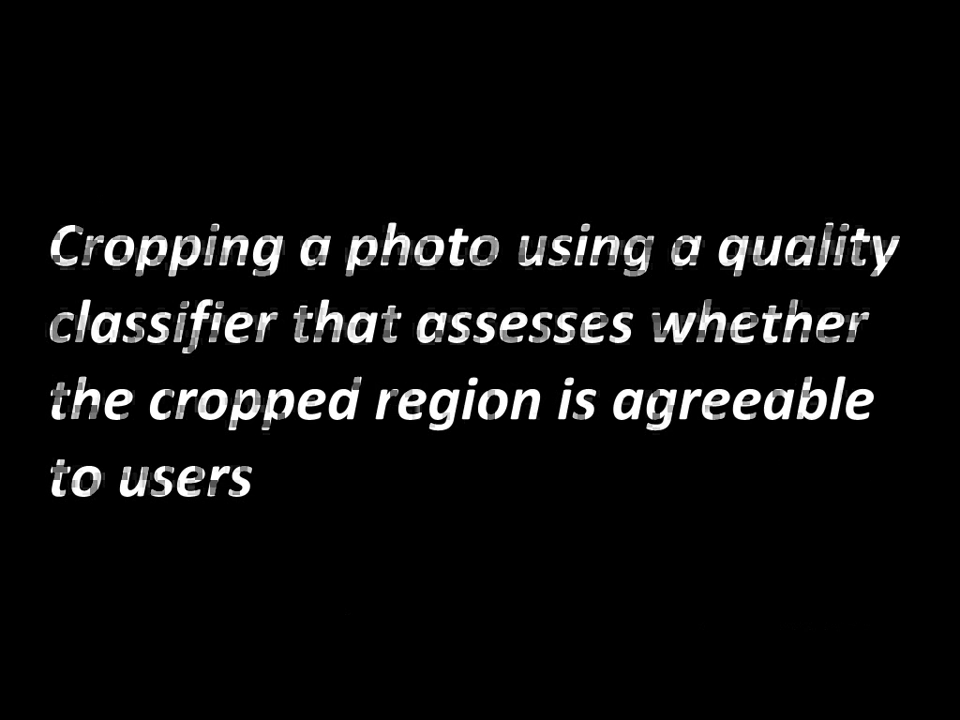 Cropping a photo using a quality
classifier that assesses whether
the cropped region is agreeable
to users